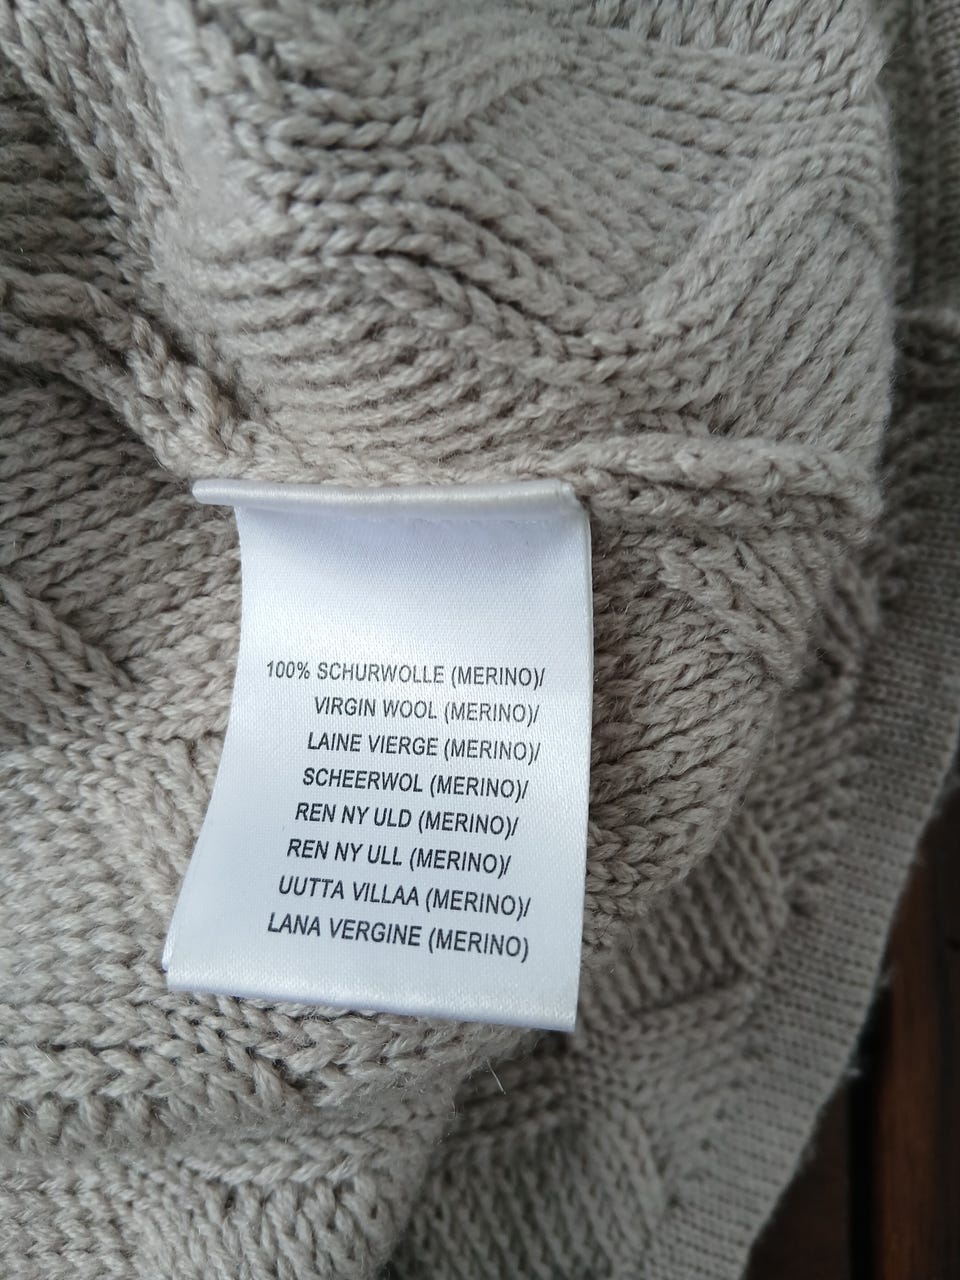 100% SCHURWOLLE (MERINO)/
VIRGIN WOOL (MERINO)/
LAINE VIERGE (MERINO)/
SCHEERWOL (MERINO)/
REN NY ULD (MERINO)/
REN NY ULL (MERINO)/
UUTTA VILLAA (MERINO)/
LANA VERGINE (MERINO)